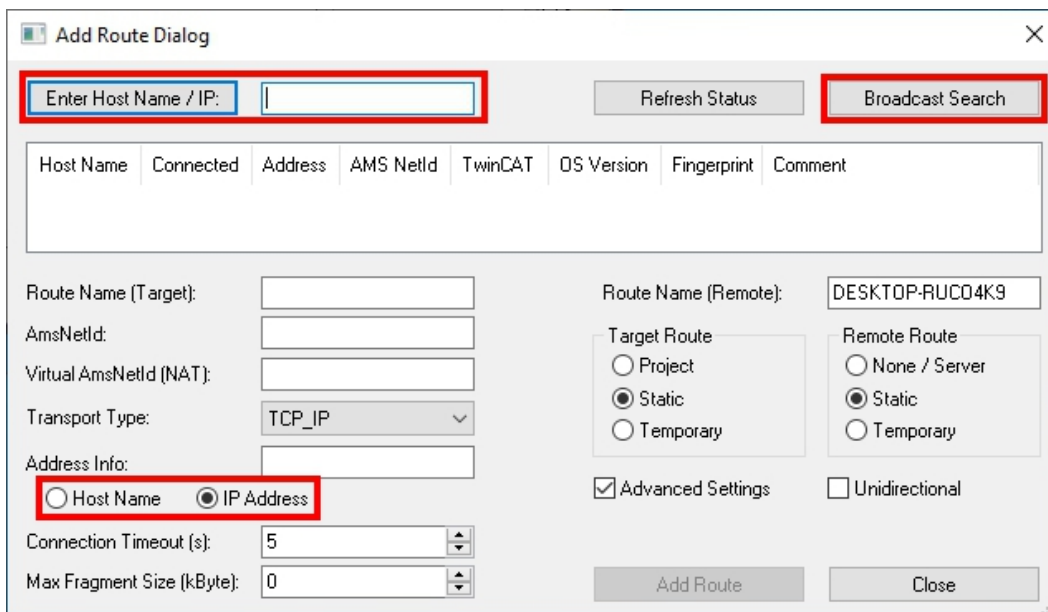 Add Route Dialog
Enter Host Name / IP: Refresh Status Broadcast Search
Host Name Connected Address AMS NetId TwinCAT OS Version Fingerprint Comment
Route Name (Target): Route Name (Remote): DESKTOP-RUCO4K9
AmsNetId: Target Route Remote Route
Virtual AmsNetId (NAT): Project None / Server
Transport Type: TCP_IP Static Static
Temporary Temporary
Address Info:
Host Name IP Address Advanced Settings Unidirectional
Connection Timeout (s): 5
Max Fragment Size (kByte): 0 Add Route Close